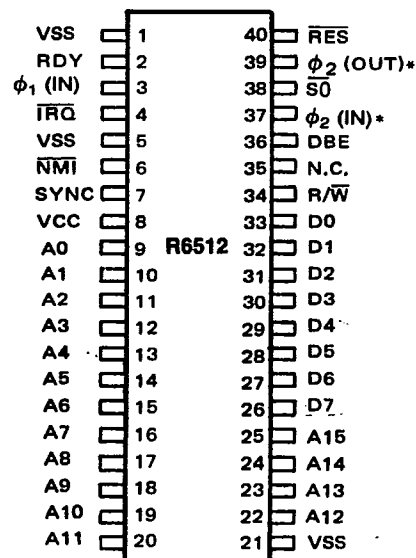 VSS 1 40 R̅E̅S̅
RDY 2 39 ϕ2 (OUT)*
ϕ1 (IN) 3 38 S̅O̅
I̅R̅Q̅ 4 37 ϕ2 (IN)*
VSS 5 36 DBE
N̅M̅I̅ 6 35 N.C.
SYNC 7 34 R/W̅
VCC 8 33 D0
A0 9 R6512 32 D1
A1 10 31 D2
A2 11 30 D3
A3 12 29 D4
A4 13 28 D5
A5 14 27 D6
A6 15 26 D7
A7 16 25 A15
A8 17 24 A14
A9 18 23 A13
A10 19 22 A12
A11 20 21 VSS